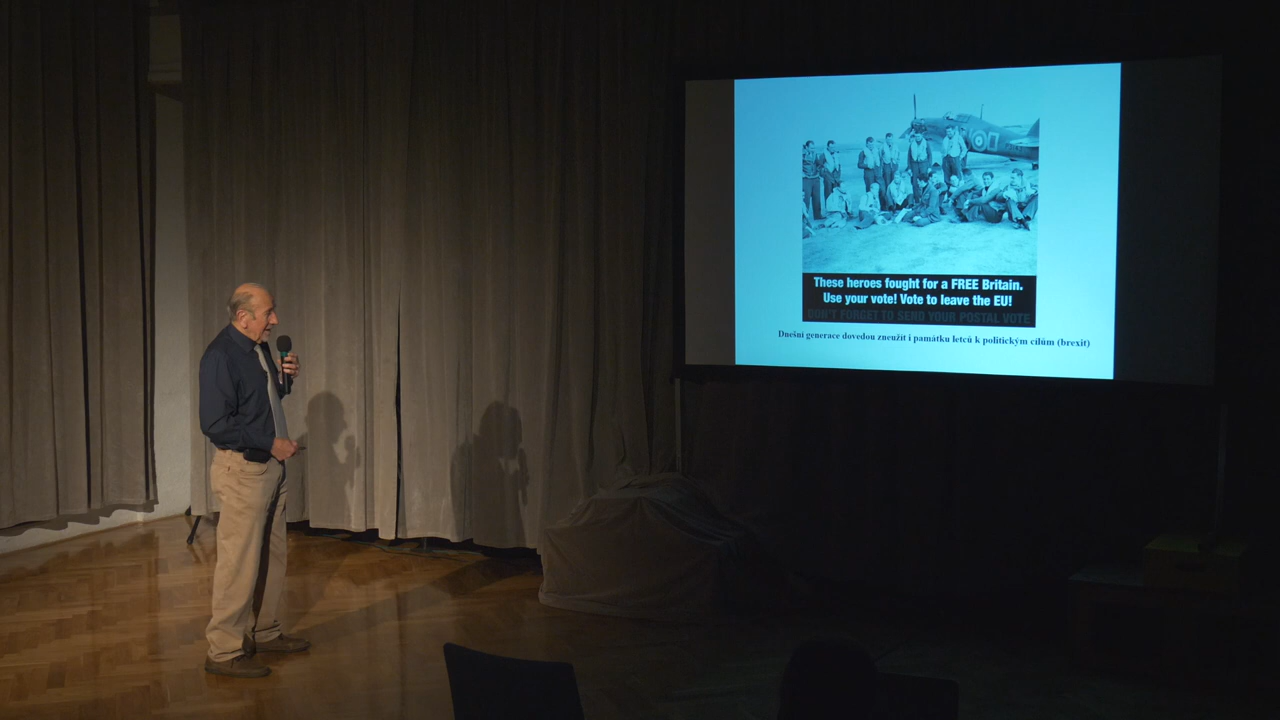 These heroes fought for a FREE Britain.
Use your vote! Vote to leave the EU!
DON'T FORGET TO SEND YOUR POSTAL VOTE
Dnešní generace dovedou zneužít i památku letců k politickým cílům (brexit)